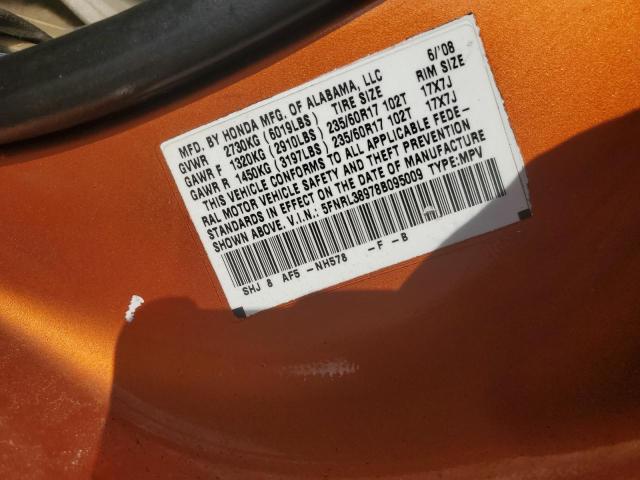 MFD. BY HONDA MFG. OF ALABAMA, LLC 6/'08
GVWR 2730KG (6019LBS) TIRE SIZE RIM SIZE
GAWR F 1320KG (2910LBS) 235/60R17 102T 17X7J
GAWR R 1450KG (3197LBS) 235/60R17 102T 17X7J
THIS VEHICLE CONFORMS TO ALL APPLICABLE FEDE-
RAL MOTOR VEHICLE SAFETY AND THEFT PREVENTION
STANDARDS IN EFFECT ON THE DATE OF MANUFACTURE
SHOWN ABOVE. V.I.N.: 5FNRL38978B095009 TYPE:MPV
SHJ 8 AF5 -NH578 -F -B